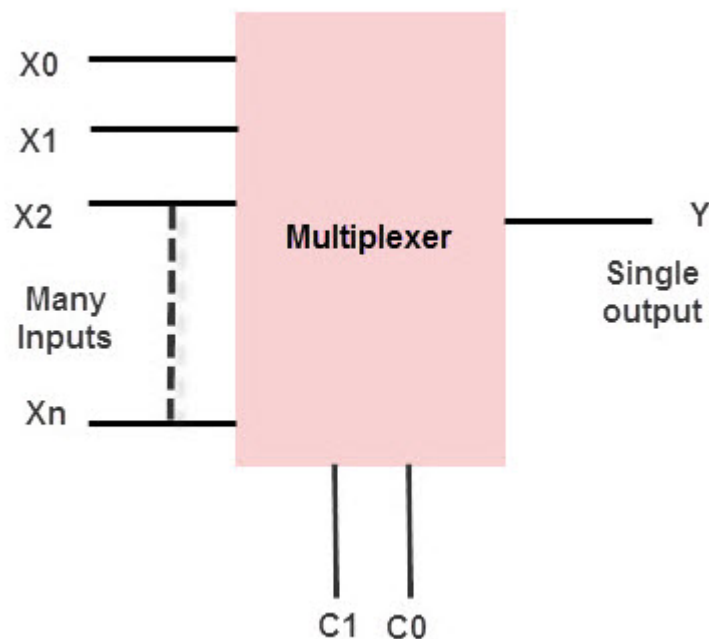 X0
X1
X2
Many
Inputs
Xn
Multiplexer
Y
Single
output
C1 C0